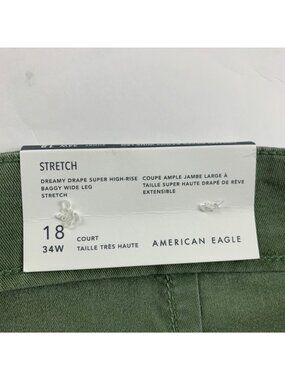 STRETCH
DREAMY DRAPE SUPER HIGH-RISE
BAGGY WIDE LEG
STRETCH
COUPE AMPLE JAMBE LARGE À
TAILLE SUPER HAUTE DRAPÉ DE RÊVE
EXTENSIBLE
18
34W
COURT
TAILLE TRÈS HAUTE
AMERICAN EAGLE